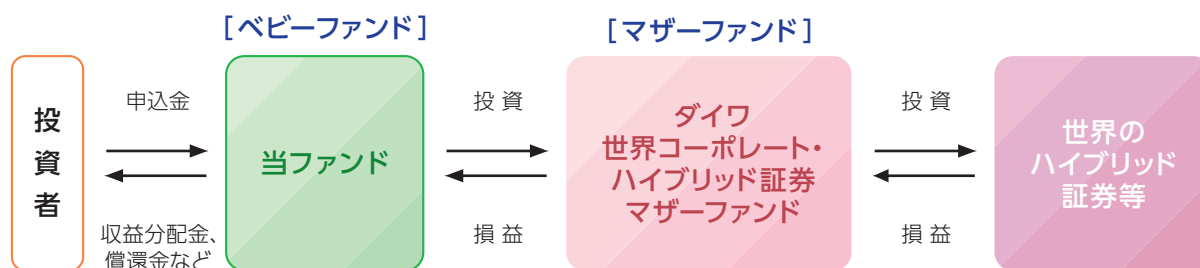 [ベビーファンド]
[マザーファンド]
投資者
申込金
収益分配金、
償還金など
当ファンド
投資
損益
ダイワ
世界コーポレート・
ハイブリッド証券
マザーファンド
投資
損益
世界の
ハイブリッド
証券等